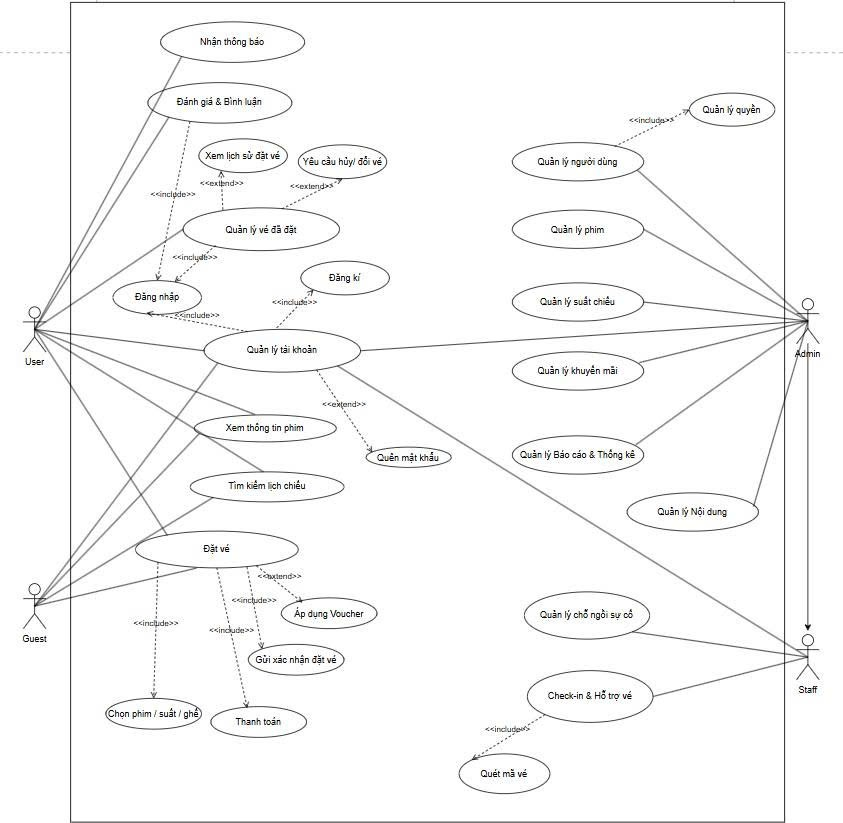 Nhận thông báo
Đánh giá & Bình luận
Quản lý quyền
<<include>>
Xem lịch sử đặt vé
Yêu cầu hủy/ đổi vé
Quản lý người dùng
<<extend>>
<<extend>>
<<include>>
Quản lý vé đã đặt
Quản lý phim
<<include>>
Đăng kí
Đăng nhập
<<include>>
Quản lý suất chiếu
<<include>>
Quản lý tài khoản
User
Admin
Quản lý khuyến mãi
<<extend>>
Xem thông tin phim
Quên mật khẩu
Quản lý Báo cáo & Thống kê
Tìm kiếm lịch chiếu
Quản lý Nội dung
Đặt vé
<<extend>>
<<include>>
Áp dụng Voucher
Quản lý chỗ ngồi sự cố
<<include>>
<<include>>
Guest
Gửi xác nhận đặt vé
Staff
Check-in & Hỗ trợ vé
Chọn phim / suất / ghế
Thanh toán
<<include>>
Quét mã vé